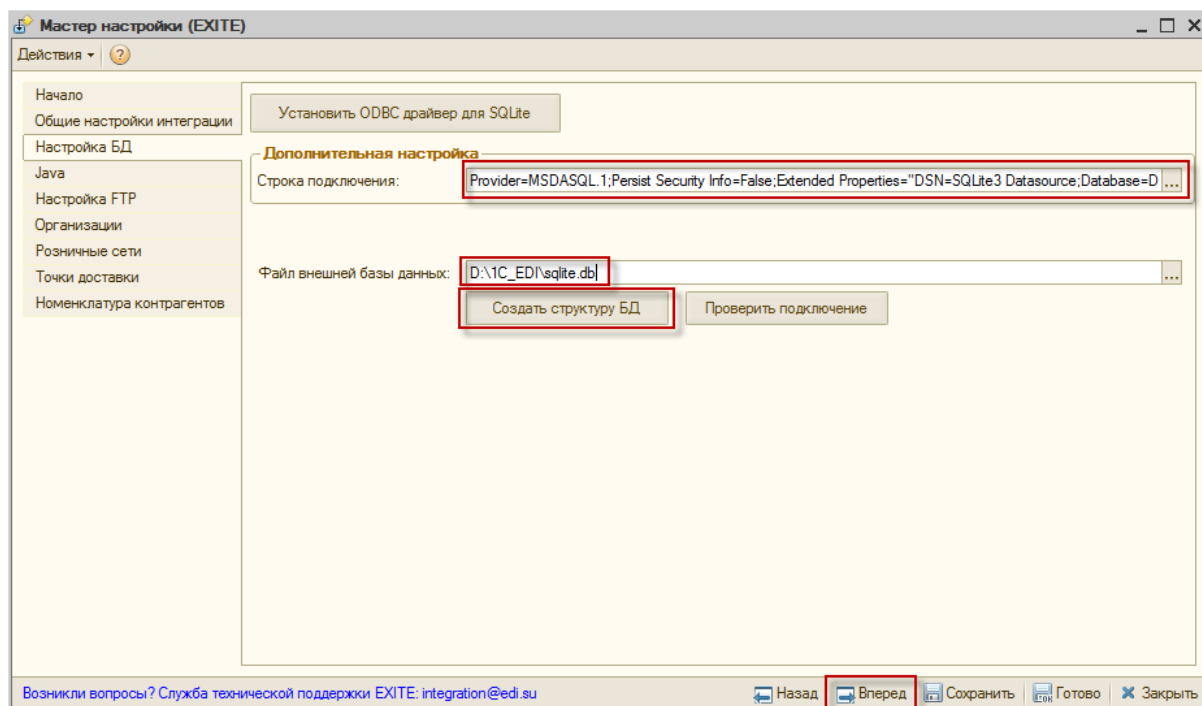 Мастер настройки (EXITE)
Действия
Начало
Общие настройки интеграции
Настройка БД
Java
Настройка FTP
Организации
Розничные сети
Точки доставки
Номенклатура контрагентов
Установить ODBC драйвер для SQLite
Дополнительная настройка
Строка подключения: Provider=MSDASQL.1;Persist Security Info=False;Extended Properties="DSN=SQLite3 Datasource;Database=D ...
Файл внешней базы данных: D:\1C_EDI\sqlite.db ...
Создать структуру БД Проверить подключение
Возникли вопросы? Служба технической поддержки EXITE: integration@edi.su Назад Вперед Сохранить Готово Закрыть